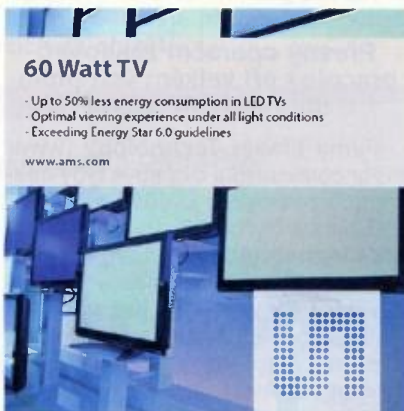 60 Watt TV
- Up to 50% less energy consumption in LED TVs
- Optimal viewing experience under all light conditions
- Exceeding Energy Star 6.0 guidelines
www.ams.com